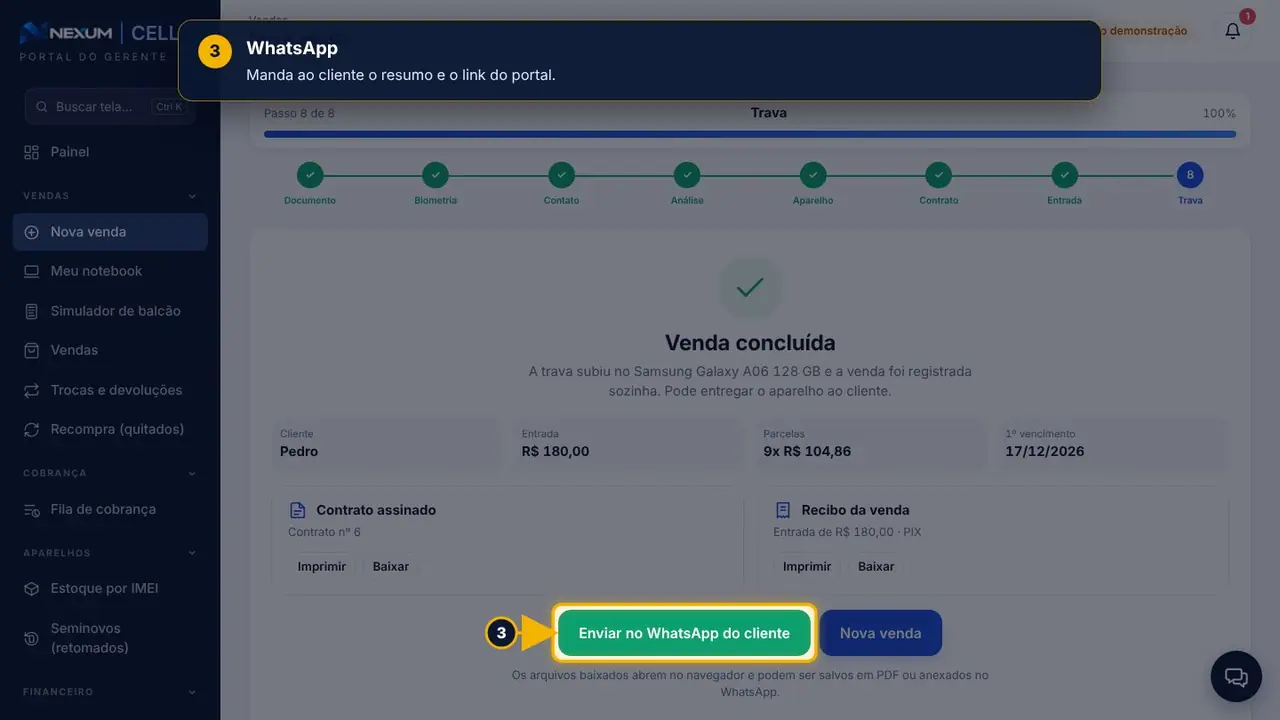 NEXUM | CELL
PORTAL DO GERENTE
Vendas
3
WhatsApp
Manda ao cliente o resumo e o link do portal.
o demonstração
1
Buscar tela...
Ctrl K
Passo 8 de 8
Trava
100%
Documento
Biometria
Contato
Análise
Aparelho
Contrato
Entrada
8
Trava
Painel
VENDAS
Nova venda
Meu notebook
Simulador de balcão
Vendas
Trocas e devoluções
Recompra (quitados)
COBRANÇA
Fila de cobrança
APARELHOS
Estoque por IMEI
Seminovos
(retomados)
FINANCEIRO
Venda concluída
A trava subiu no Samsung Galaxy A06 128 GB e a venda foi registrada
sozinha. Pode entregar o aparelho ao cliente.
Cliente
Pedro
Entrada
R$ 180,00
Parcelas
9x R$ 104,86
1º vencimento
17/12/2026
Contrato assinado
Contrato nº 6
Imprimir
Baixar
Recibo da venda
Entrada de R$ 180,00 · PIX
Imprimir
Baixar
3
Enviar no WhatsApp do cliente
Nova venda
Os arquivos baixados abrem no navegador e podem ser salvos em PDF ou anexados no
WhatsApp.